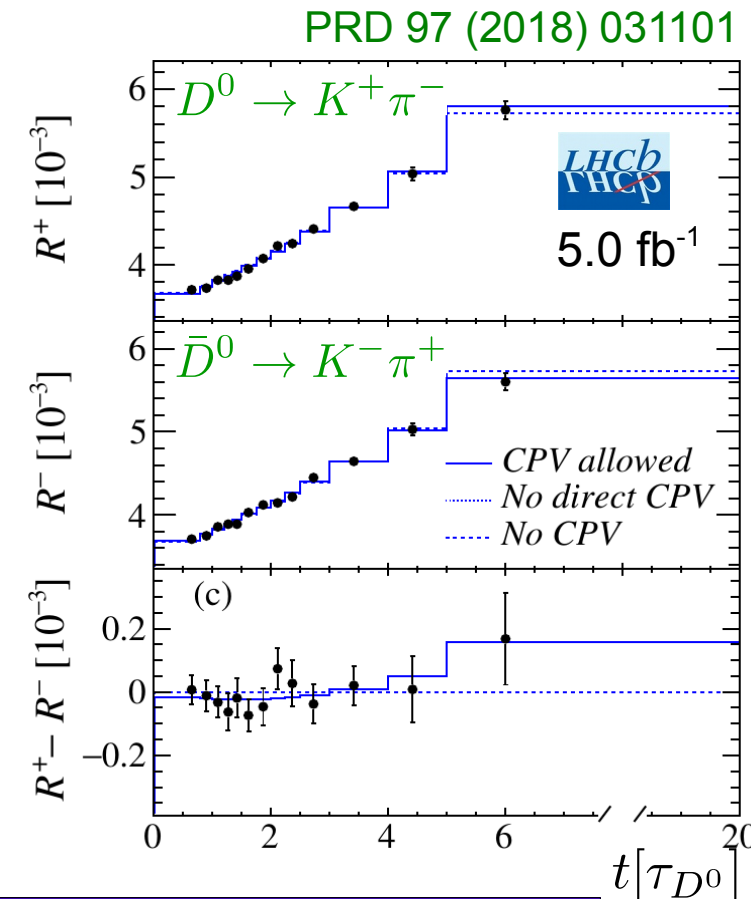 PRD 97 (2018) 031101
D⁰ → K⁺π⁻
R⁺ [10⁻³]
6
5
4
LHCb
LHCb
5.0 fb⁻¹
D̄⁰ → K⁻π⁺
R⁻ [10⁻³]
6
5
4
CPV allowed
No direct CPV
No CPV
(c)
R⁺− R⁻ [10⁻³]
0.2
0
−0.2
0 2 4 6 20
t[τ_D⁰]